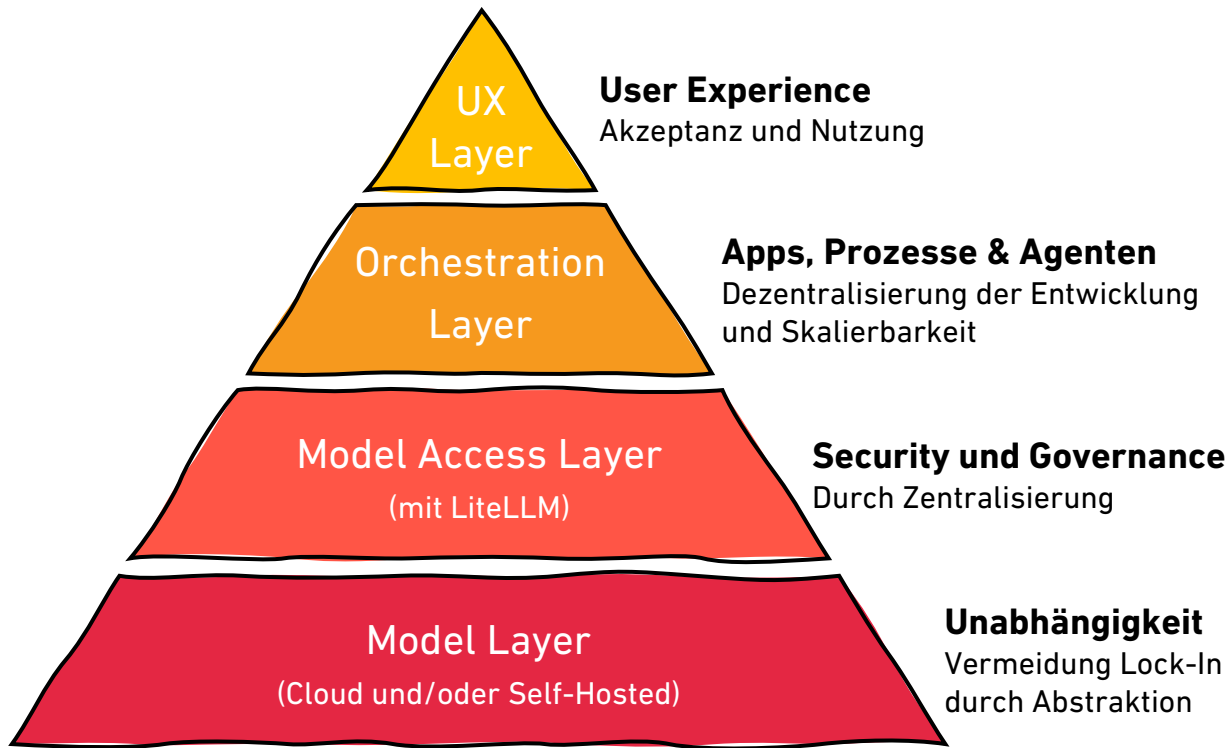 UX
Layer
User Experience
Akzeptanz und Nutzung
Orchestration
Layer
Apps, Prozesse & Agenten
Dezentralisierung der Entwicklung
und Skalierbarkeit
Model Access Layer
(mit LiteLLM)
Security und Governance
Durch Zentralisierung
Model Layer
(Cloud und/oder Self-Hosted)
Unabhängigkeit
Vermeidung Lock-In
durch Abstraktion